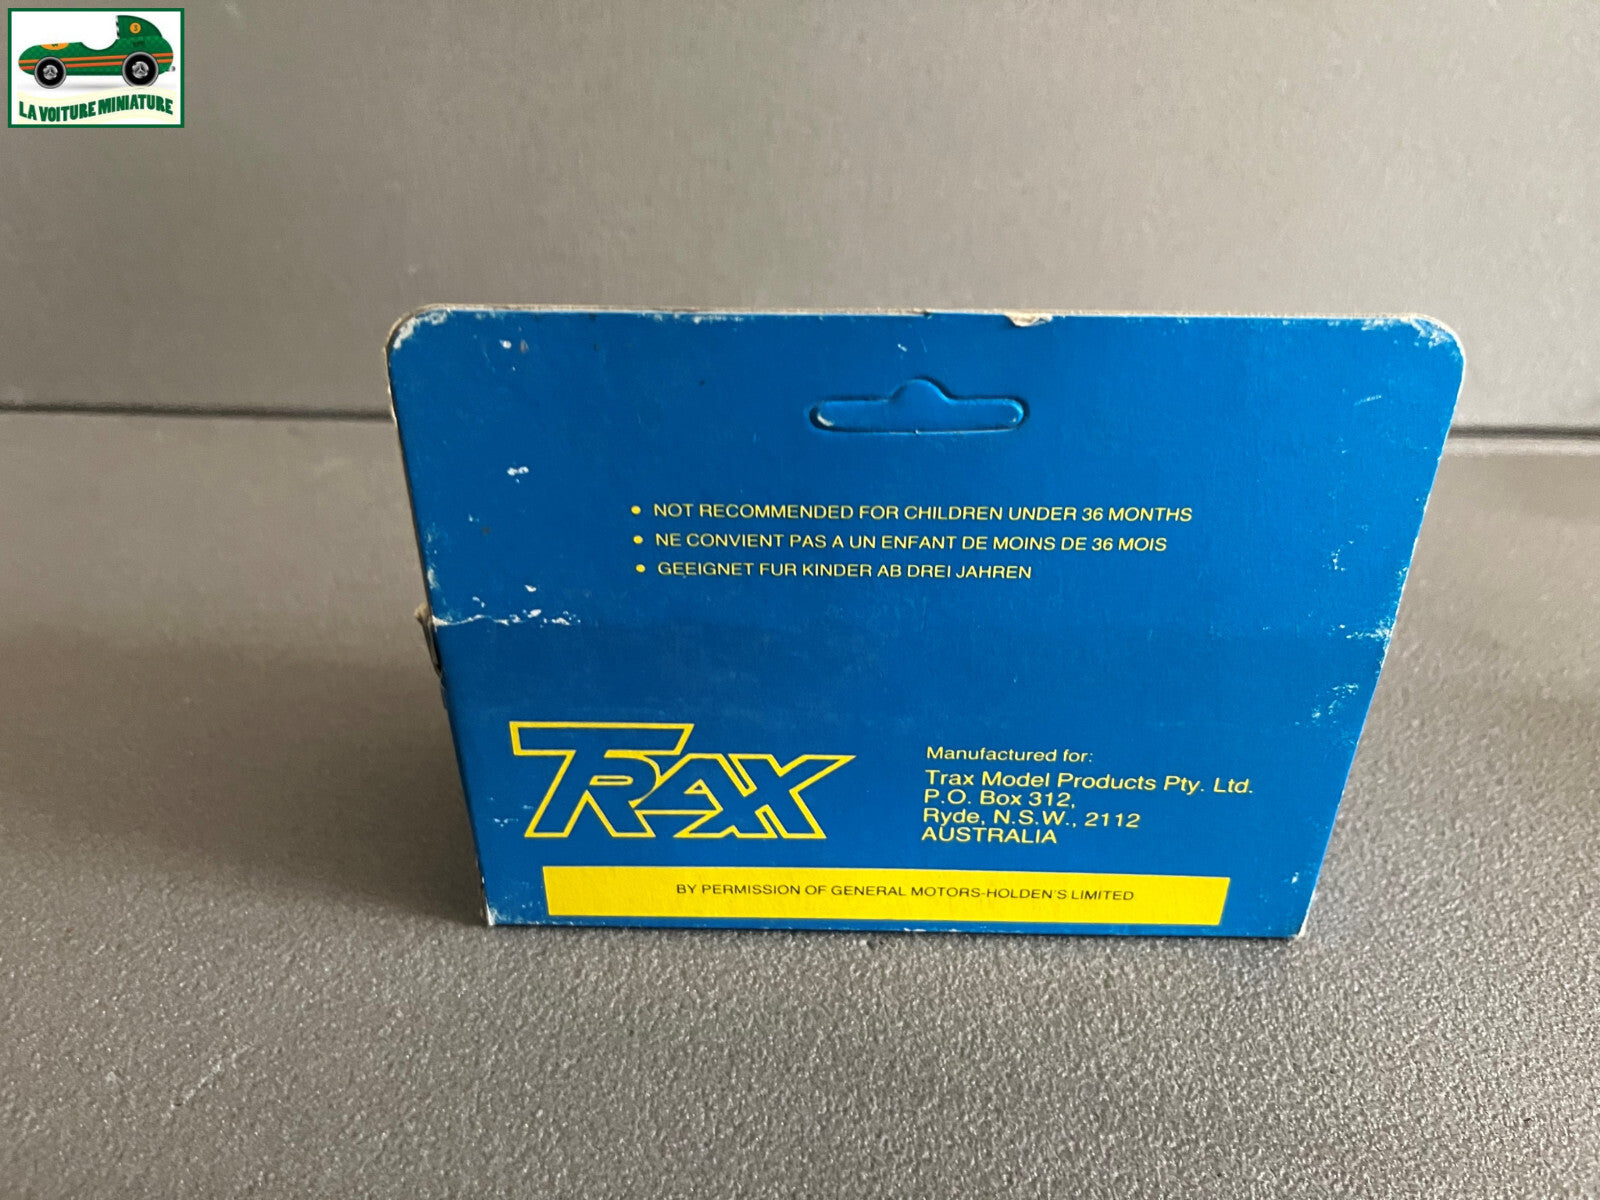 LA VOITURE MINIATURE
• NOT RECOMMENDED FOR CHILDREN UNDER 36 MONTHS
• NE CONVIENT PAS A UN ENFANT DE MOINS DE 36 MOIS
• GEEIGNET FUR KINDER AB DREI JAHREN
TRAX
Manufactured for:
Trax Model Products Pty. Ltd.
P.O. Box 312,
Ryde, N.S.W., 2112
AUSTRALIA
BY PERMISSION OF GENERAL MOTORS-HOLDEN'S LIMITED